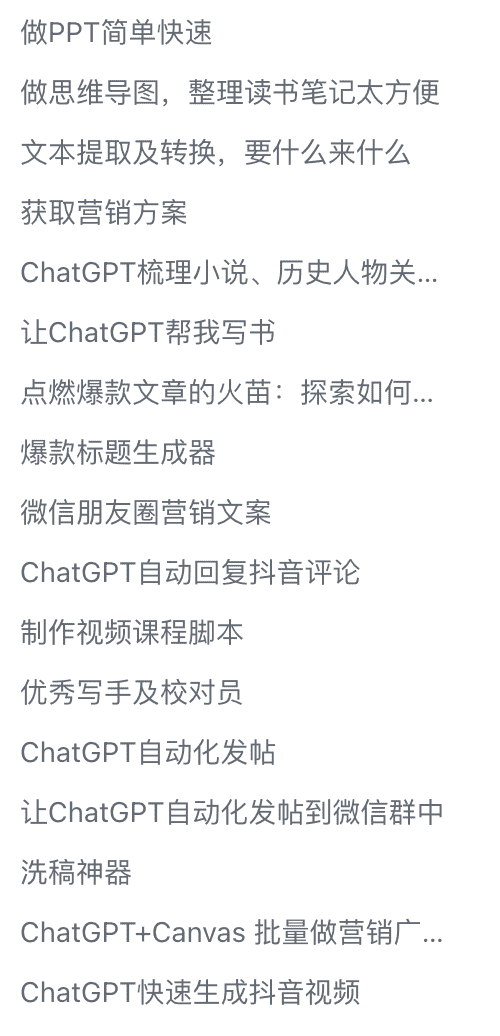 做PPT简单快速
做思维导图，整理读书笔记太方便
文本提取及转换，要什么来什么
获取营销方案
ChatGPT梳理小说、历史人物关...
让ChatGPT帮我写书
点燃爆款文章的火苗：探索如何...
爆款标题生成器
微信朋友圈营销文案
ChatGPT自动回复抖音评论
制作视频课程脚本
优秀写手及校对员
ChatGPT自动化发帖
让ChatGPT自动化发帖到微信群中
洗稿神器
ChatGPT+Canvas 批量做营销广...
ChatGPT快速生成抖音视频